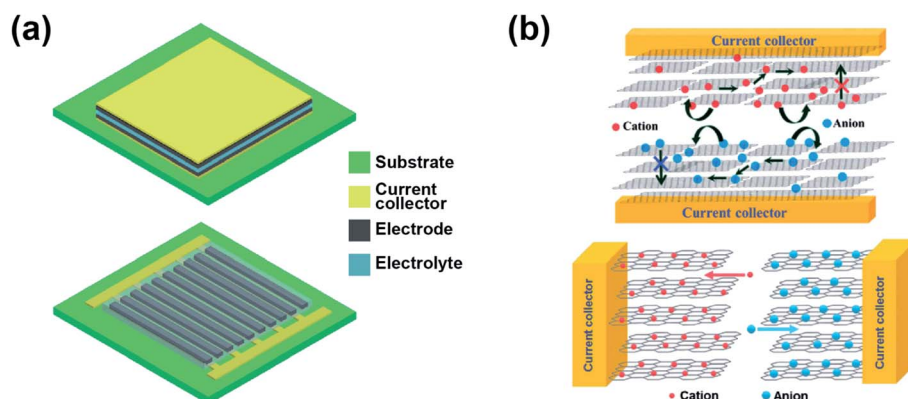 (a)
Substrate
Current
collector
Electrode
Electrolyte
(b)
Current collector
Cation
Anion
Current collector
Current collector
Current collector
Cation
Anion